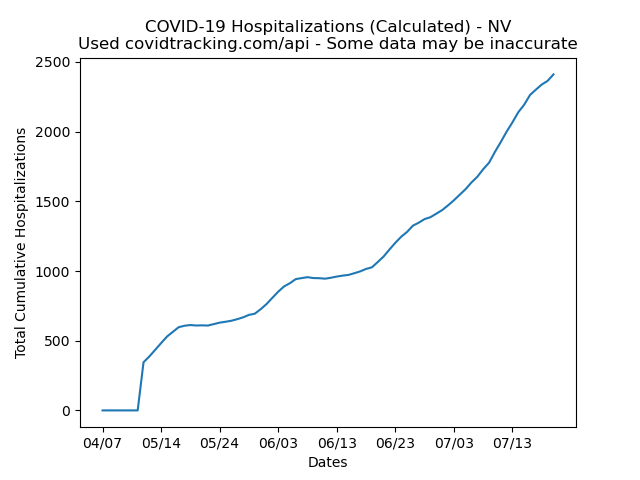 COVID-19 Hospitalizations (Calculated) - NV
Used covidtracking.com/api - Some data may be inaccurate
Total Cumulative Hospitalizations
2500
2000
1500
1000
500
0
04/07 05/14 05/24 06/03 06/13 06/23 07/03 07/13
Dates